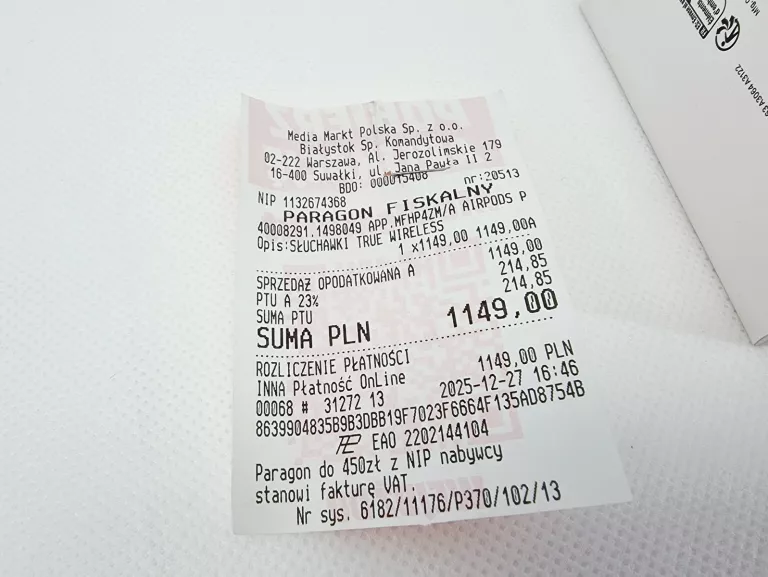 Media Markt Polska Sp. z o.o.
Białystok Sp. Komandytowa
02-222 Warszawa, Al. Jerozolimskie 179
16-400 Suwałki, ul. Jana Pawła II 2
BDO: 000015408
NIP 1132674368 nr:20513
PARAGON FISKALNY
40008291.1498049 APP.MFHP4ZM/A AIRPODS P
Opis:SŁUCHAWKI TRUE WIRELESS
1 x1149,00 1149,00A
SPRZEDAŻ OPODATKOWANA A 1149,00
PTU A 23% 214,85
SUMA PTU 214,85
SUMA PLN 1149,00
ROZLICZENIE PŁATNOŚCI
INNA Płatność OnLine 1149,00 PLN
00068 # 31272 13 2025-12-27 16:46
8639904835B9B3DBB19F7023F6664F135AD8754B
EAO 2202144104
Paragon do 450zł z NIP nabywcy
stanowi fakturę VAT.
Nr sys. 6182/11176/P370/102/13
A3064 A3122